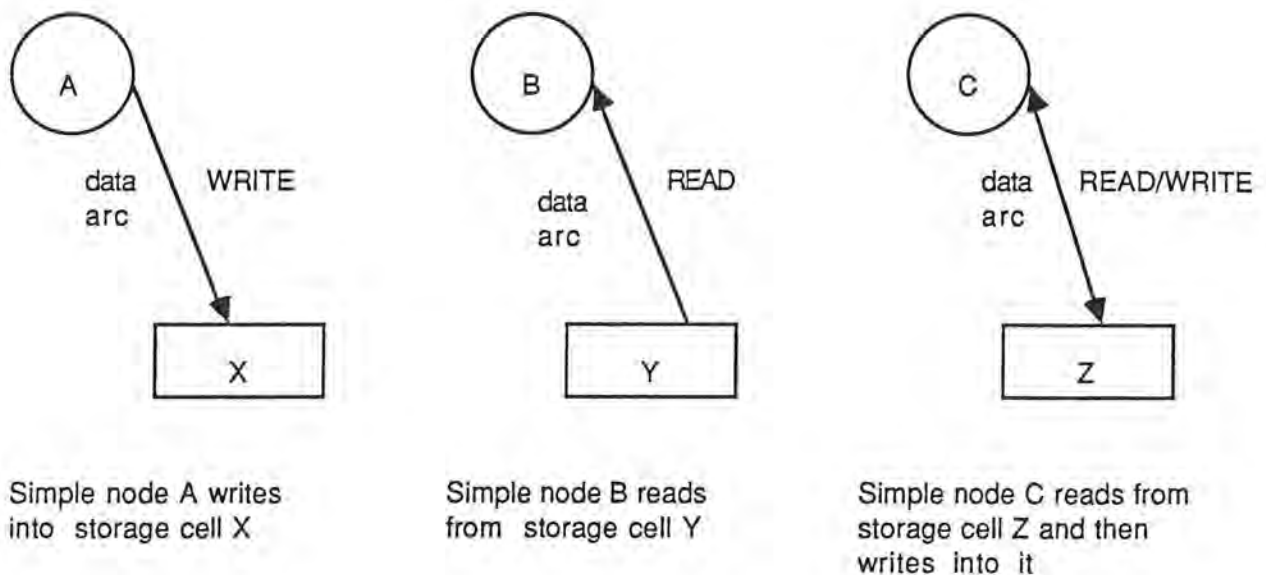 A
B
C
data
arc
WRITE
data
arc
READ
data
arc
READ/WRITE
X
Y
Z
Simple node A writes
into storage cell X
Simple node B reads
from storage cell Y
Simple node C reads from
storage cell Z and then
writes into it